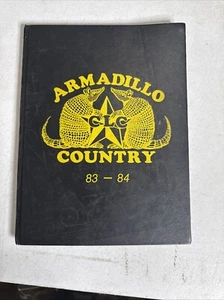 ARMADILLO
CLC
COUNTRY
83 - 84